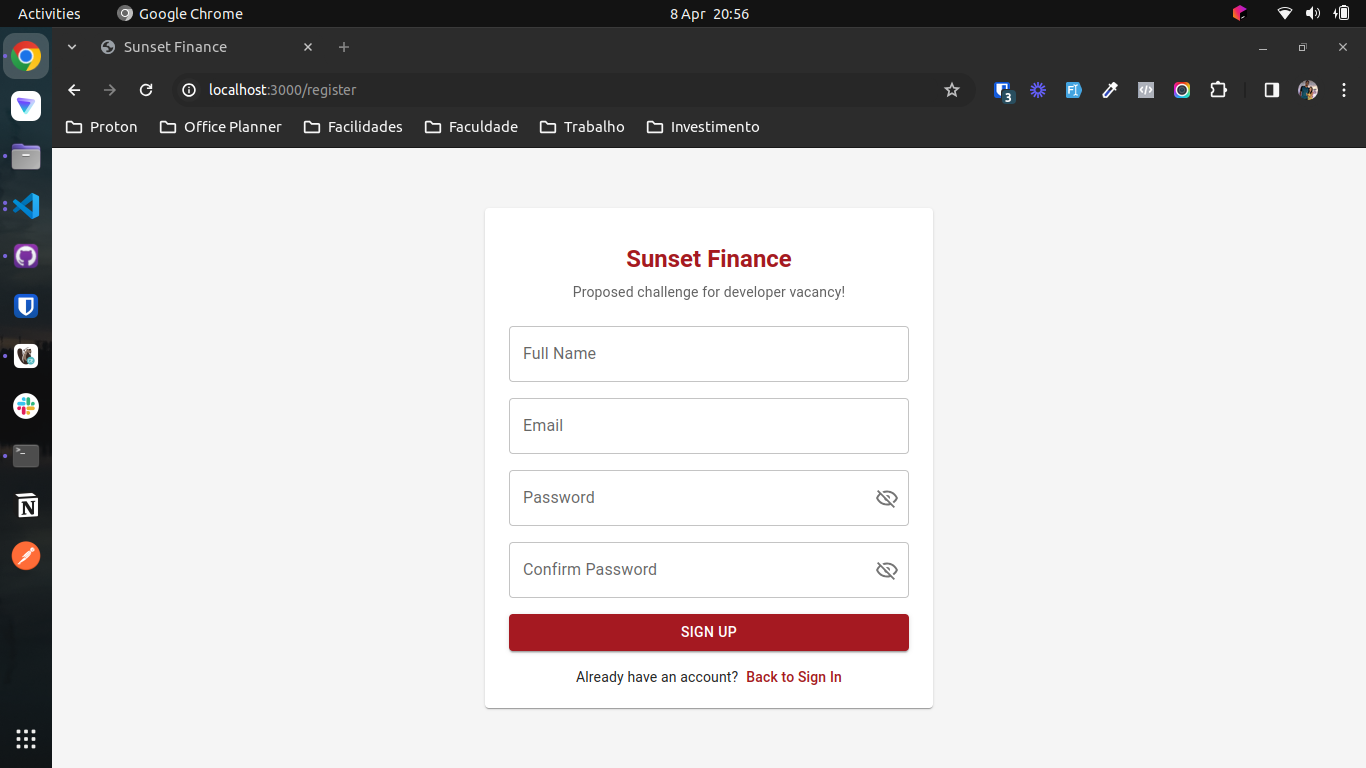 Activities Google Chrome 8 Apr 20:56
Sunset Finance
localhost:3000/register
3
Proton Office Planner Facilidades Faculdade Trabalho Investimento
Sunset Finance
Proposed challenge for developer vacancy!
Full Name
Email
Password
Confirm Password
SIGN UP
Already have an account? Back to Sign In